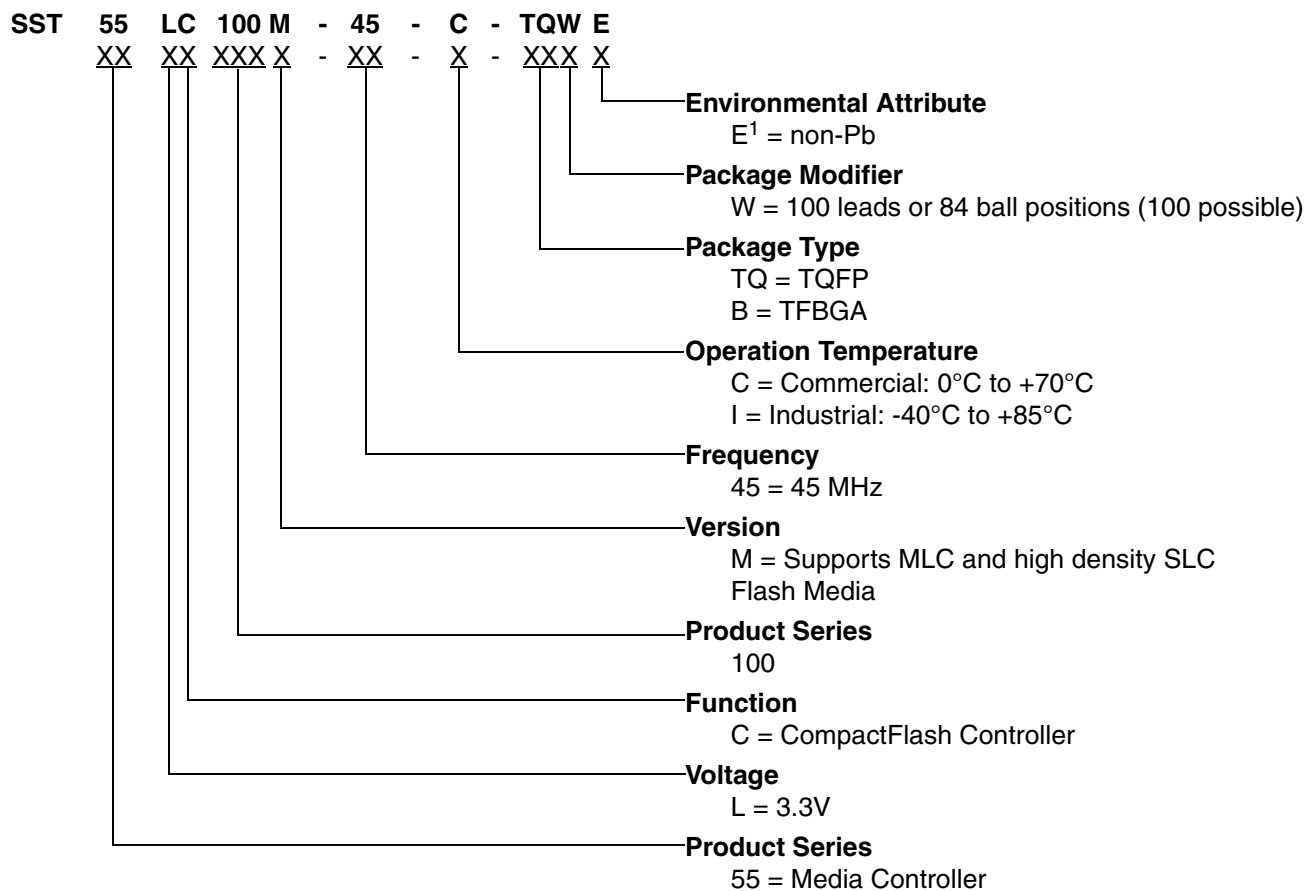 SST 55 LC 100 M - 45 - C - TQW E
XX XX XXX X - XX - X - XXX X
Environmental Attribute
E1 = non-Pb
Package Modifier
W = 100 leads or 84 ball positions (100 possible)
Package Type
TQ = TQFP
B = TFBGA
Operation Temperature
C = Commercial: 0°C to +70°C
I = Industrial: -40°C to +85°C
Frequency
45 = 45 MHz
Version
M = Supports MLC and high density SLC
Flash Media
Product Series
100
Function
C = CompactFlash Controller
Voltage
L = 3.3V
Product Series
55 = Media Controller